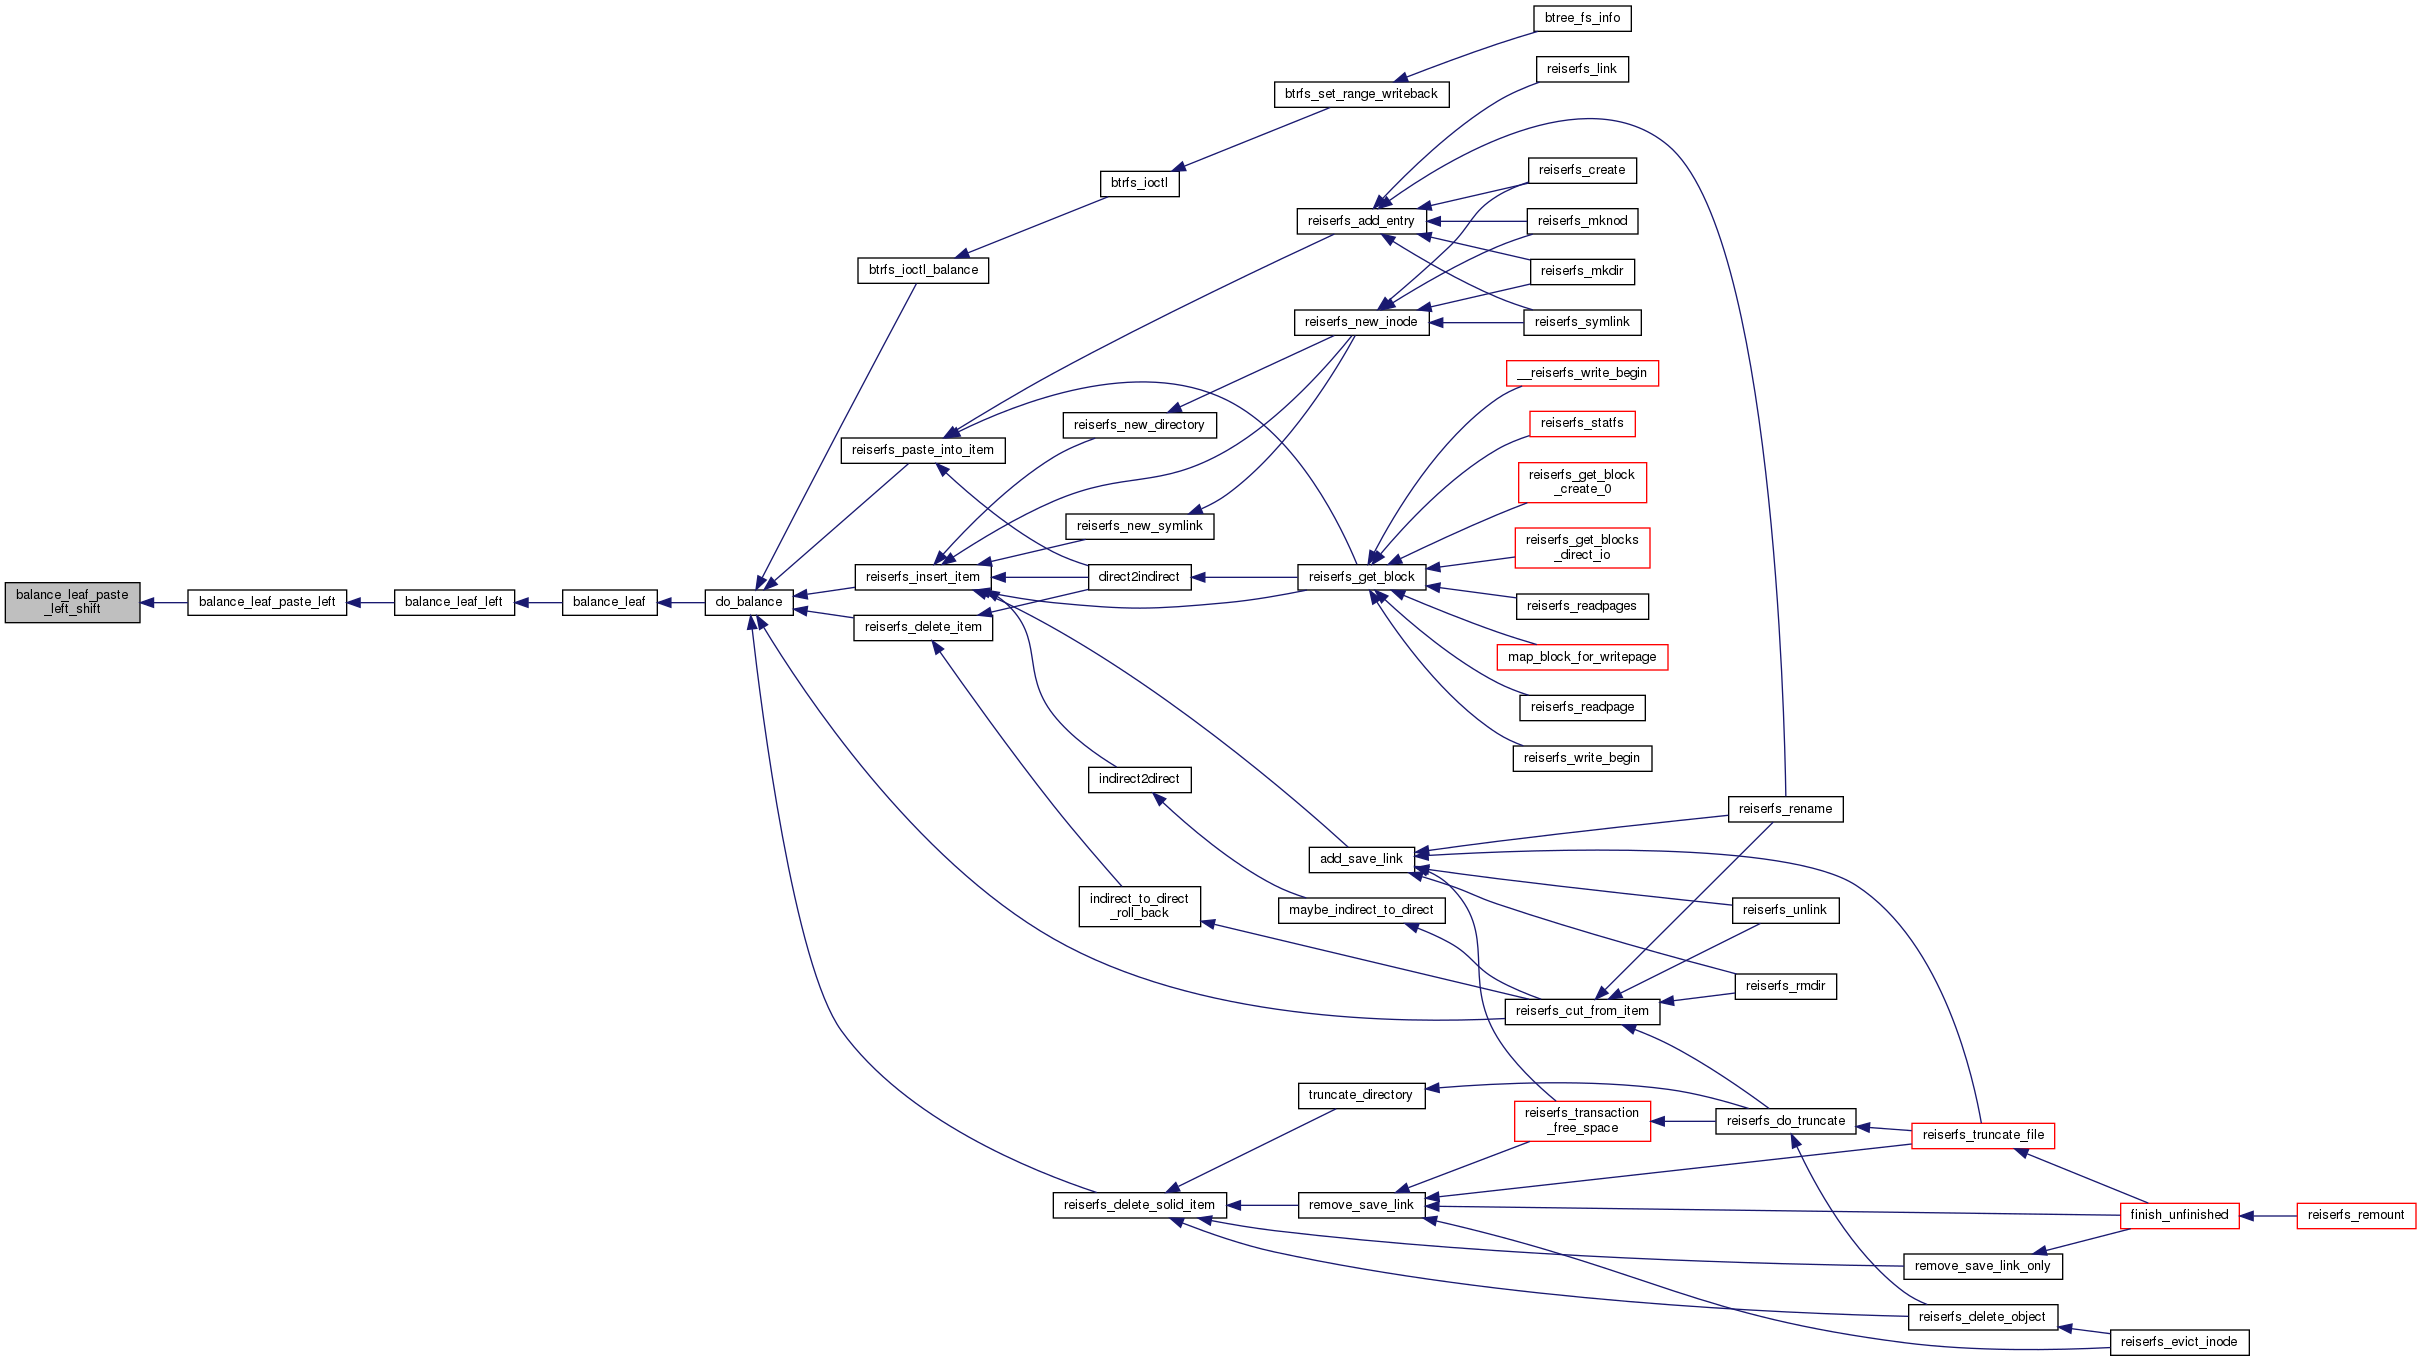 btree_fs_info
reiserfs_link
btrfs_set_range_writeback
reiserfs_create
btrfs_ioctl
reiserfs_add_entry
reiserfs_mknod
btrfs_ioctl_balance
reiserfs_mkdir
reiserfs_new_inode
reiserfs_symlink
__reiserfs_write_begin
reiserfs_new_directory
reiserfs_statfs
reiserfs_paste_into_item
reiserfs_get_block
_create_0
reiserfs_new_symlink
reiserfs_get_blocks
_direct_io
balance_leaf_paste
_left_shift
balance_leaf_paste_left
balance_leaf_left
balance_leaf
do_balance
reiserfs_insert_item
direct2indirect
reiserfs_get_block
reiserfs_readpages
reiserfs_delete_item
map_block_for_writepage
reiserfs_readpage
reiserfs_write_begin
indirect2direct
reiserfs_rename
add_save_link
indirect_to_direct
_roll_back
maybe_indirect_to_direct
reiserfs_unlink
reiserfs_rmdir
reiserfs_cut_from_item
truncate_directory
reiserfs_transaction
_free_space
reiserfs_do_truncate
reiserfs_truncate_file
reiserfs_delete_solid_item
remove_save_link
finish_unfinished
reiserfs_remount
remove_save_link_only
reiserfs_delete_object
reiserfs_evict_inode